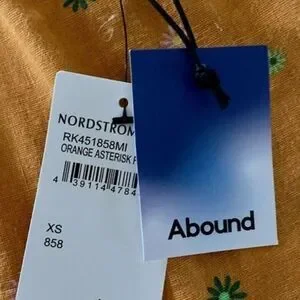 NORDSTROM
RK451858MI
ORANGE ASTERISK
4 39114 4784
XS
858
Abound